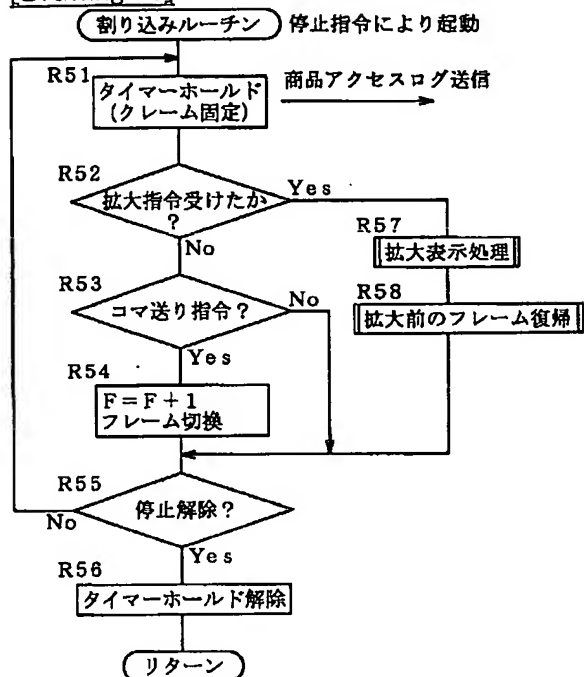 割り込みルーチン 停止指令により起動
R51
タイマーホールド
(クレーム固定)
商品アクセスログ送信
R52
拡大指令受けたか
?
Yes
No
R57
拡大表示処理
R53
コマ送り指令?
No
Yes
R58
拡大前のフレーム復帰
R54
F=F+1
フレーム切換
R55
停止解除?
No
Yes
R56
タイマーホールド解除
リターン